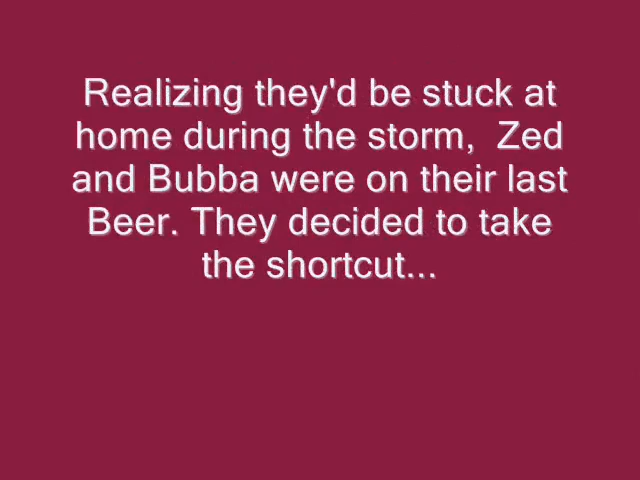 Realizing they'd be stuck at
home during the storm,  Zed
and Bubba were on their last
Beer. They decided to take
the shortcut...